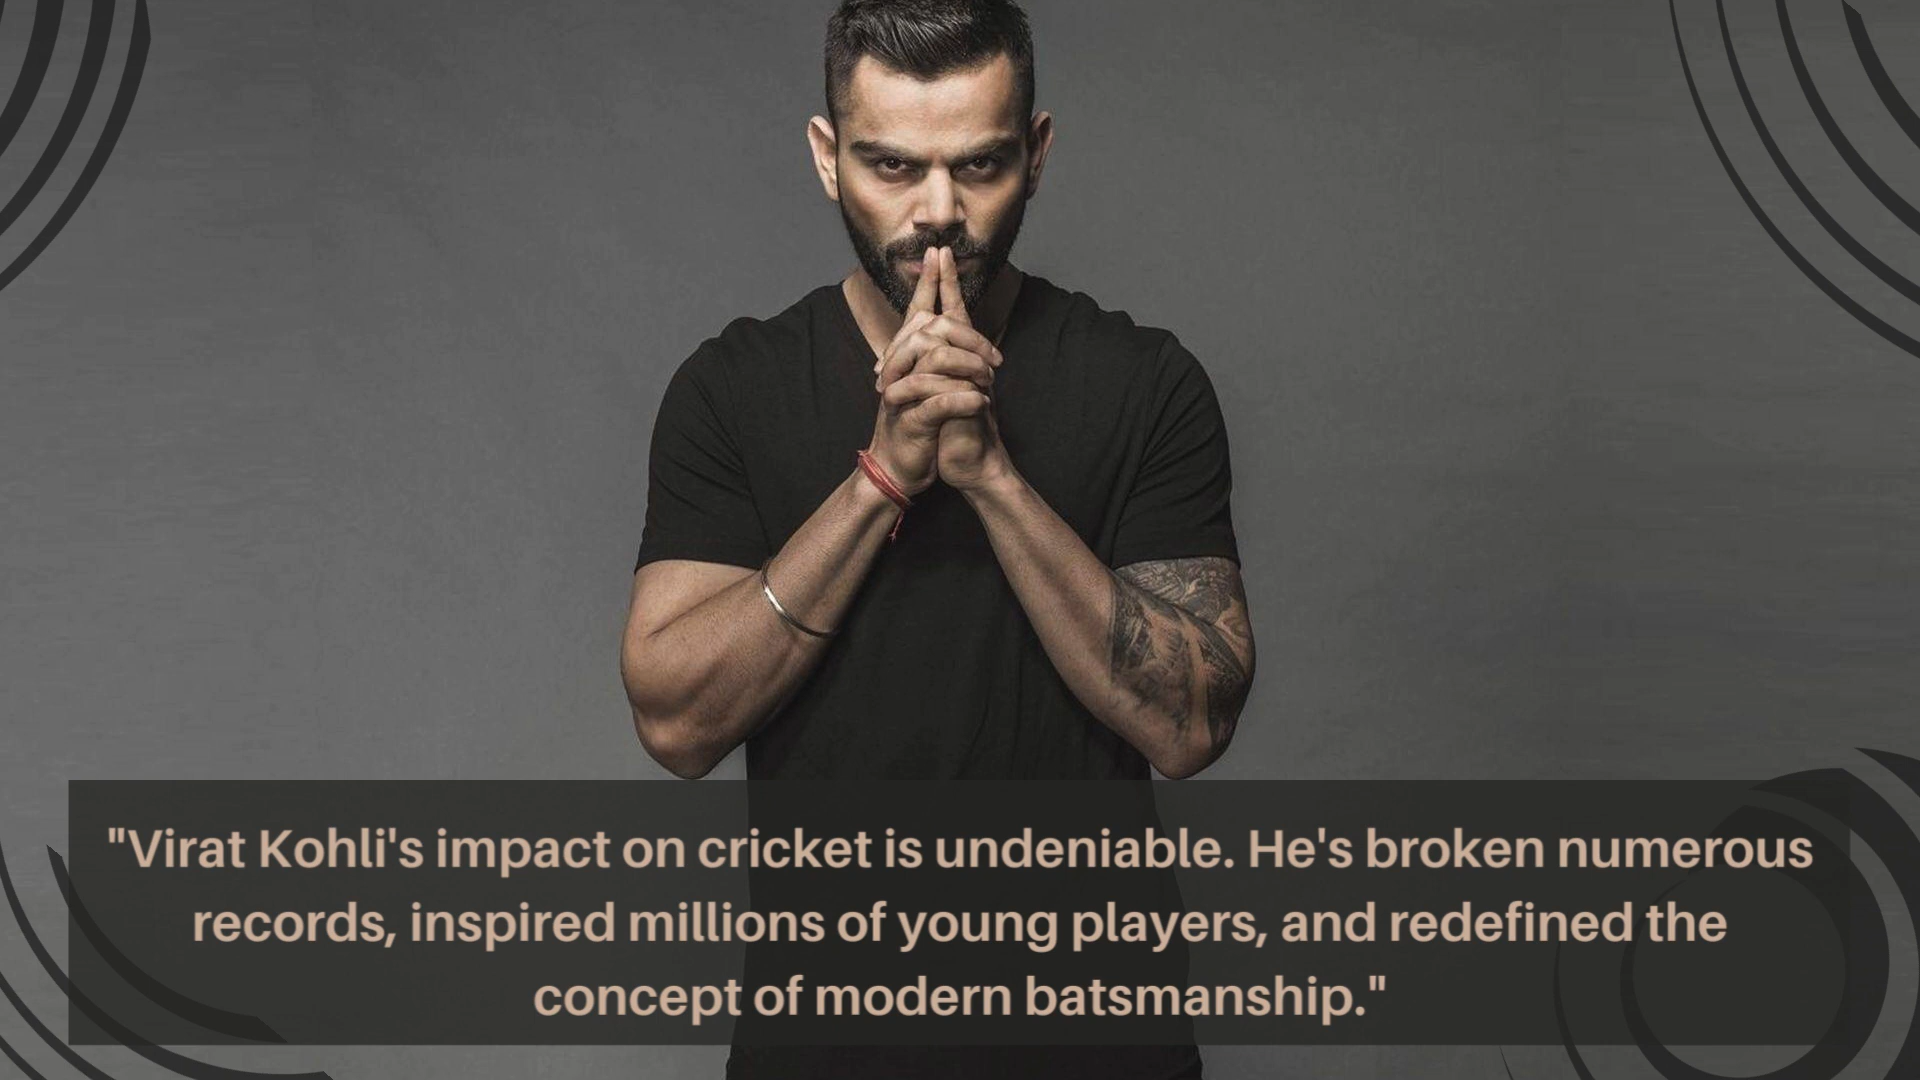 "Virat Kohli's impact on cricket is undeniable. He's broken numerous
records, inspired millions of young players, and redefined the
concept of modern batsmanship."